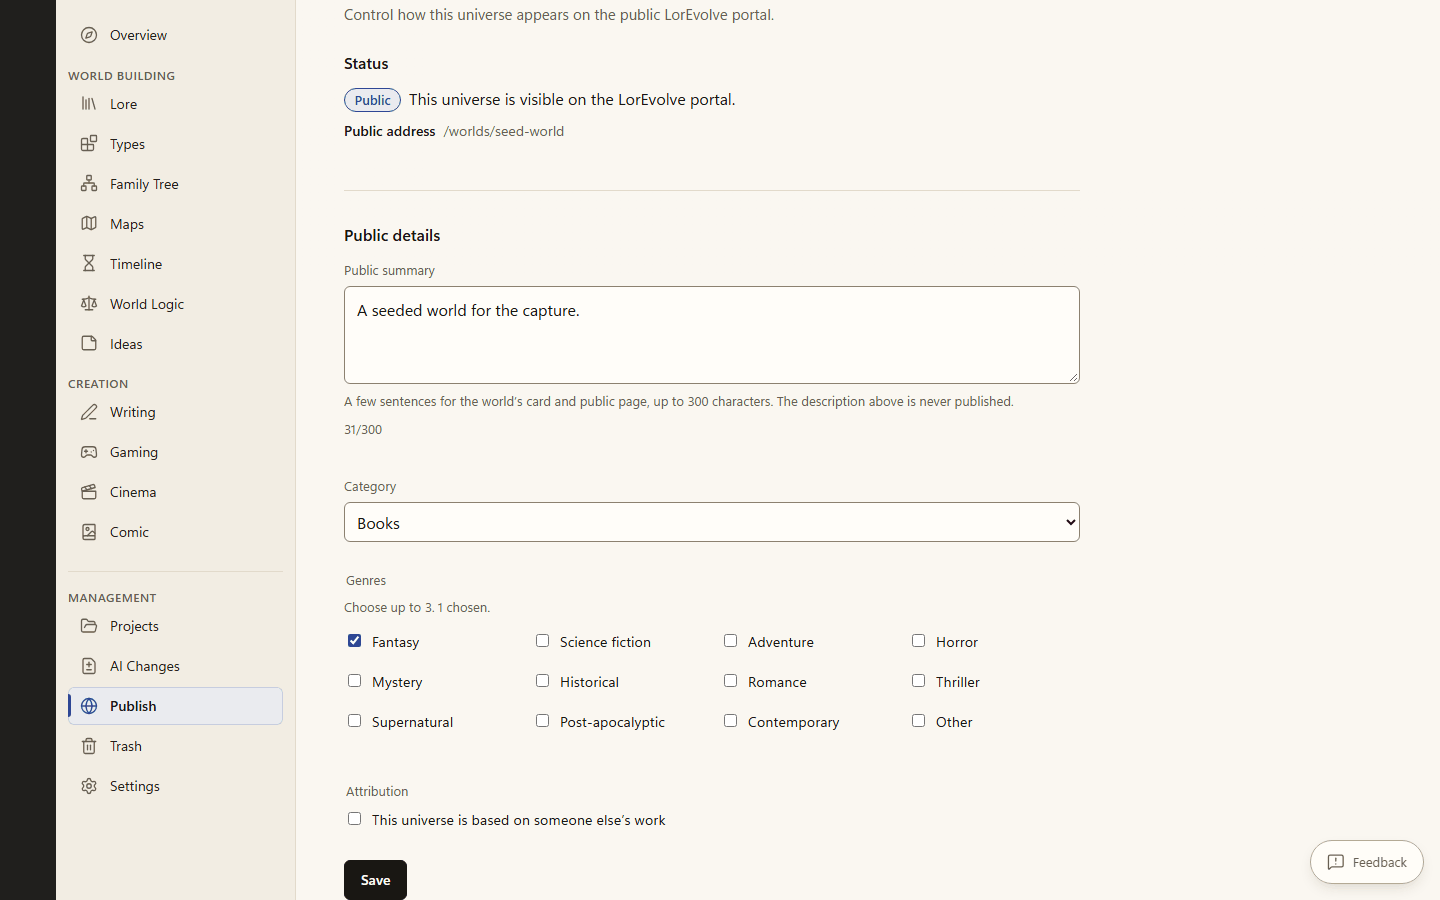 Overview
WORLD BUILDING
Lore
Types
Family Tree
Maps
Timeline
World Logic
Ideas
CREATION
Writing
Gaming
Cinema
Comic
MANAGEMENT
Projects
AI Changes
Publish
Trash
Settings
Control how this universe appears on the public LorEvolve portal.
Status
Public This universe is visible on the LorEvolve portal.
Public address /worlds/seed-world
Public details
Public summary
A seeded world for the capture.
A few sentences for the world’s card and public page, up to 300 characters. The description above is never published.
31/300
Category
Books
Genres
Choose up to 3. 1 chosen.
Fantasy Science fiction Adventure Horror
Mystery Historical Romance Thriller
Supernatural Post-apocalyptic Contemporary Other
Attribution
This universe is based on someone else’s work
Save
Feedback